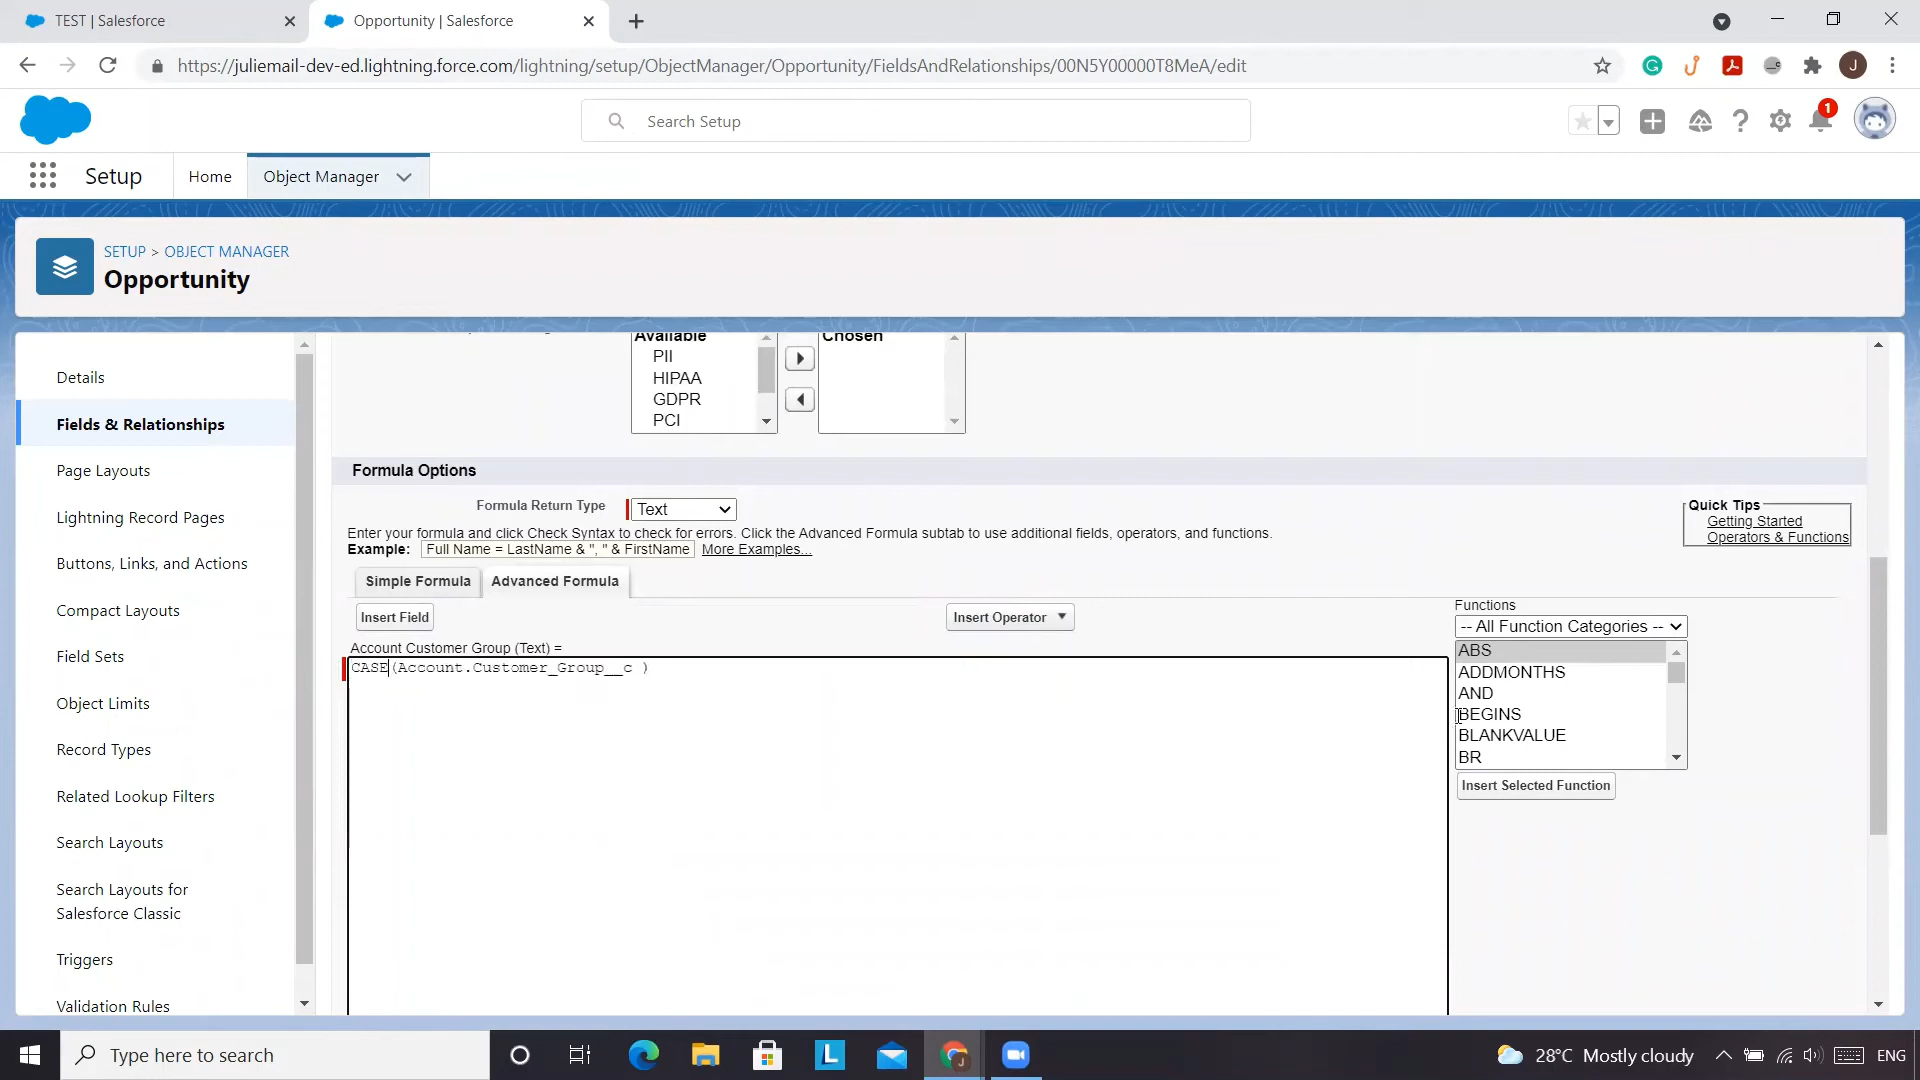 TEST | Salesforce
Opportunity | Salesforce
https://juliemail-dev-ed.lightning.force.com/lightning/setup/ObjectManager/Opportunity/FieldsAndRelationships/00N5Y00000T8MeA/edit
J
Search Setup
1
Setup
Home
Object Manager
SETUP > OBJECT MANAGER
Opportunity
Details
Fields & Relationships
Page Layouts
Lightning Record Pages
Buttons, Links, and Actions
Compact Layouts
Field Sets
Object Limits
Record Types
Related Lookup Filters
Search Layouts
Search Layouts for
Salesforce Classic
Triggers
Validation Rules
Available
Chosen
PII
HIPAA
GDPR
PCI
Formula Options
Formula Return Type
Text
Quick Tips
Getting Started
Operators & Functions
Enter your formula and click Check Syntax to check for errors. Click the Advanced Formula subtab to use additional fields, operators, and functions.
Example: Full Name = LastName & ", " & FirstName More Examples...
Simple Formula
Advanced Formula
Insert Field
Insert Operator
Functions
-- All Function Categories --
Account Customer Group (Text) =
CASE(Account.Customer_Group__c )
ABS
ADDMONTHS
AND
BEGINS
BLANKVALUE
BR
Insert Selected Function
Type here to search
28°C Mostly cloudy
ENG